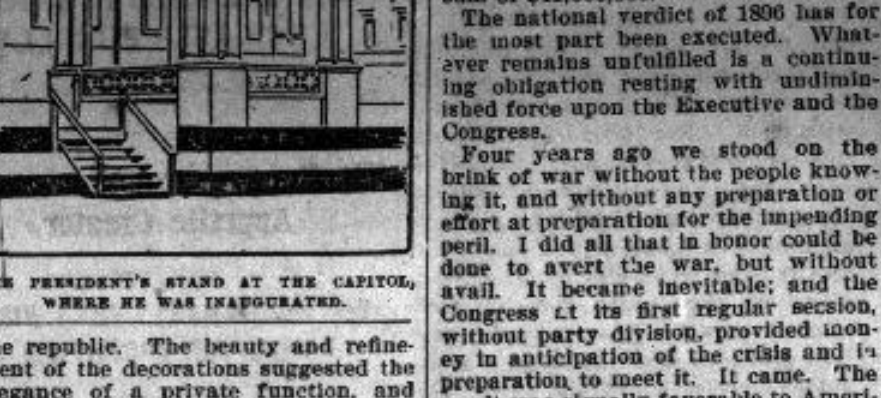 PRESIDENT'S STAND AT THE CAPITOL,
WHERE HE WAS INAUGURATED.
e republic. The beauty and refine-
ent of the decorations suggested the
egance of a private function, and
The national verdict of 1896 has for
the most part been executed. What-
ever remains unfulfilled is a continu-
ing obligation resting with undimin-
ished force upon the Executive and the
Congress.
Four years ago we stood on the
brink of war without the people know-
ing it, and without any preparation or
effort at preparation for the impending
peril. I did all that in honor could be
done to avert the war, but without
avail. It became inevitable; and the
Congress at its first regular session,
without party division, provided mon-
ey in anticipation of the crisis and in
preparation to meet it. It came. The